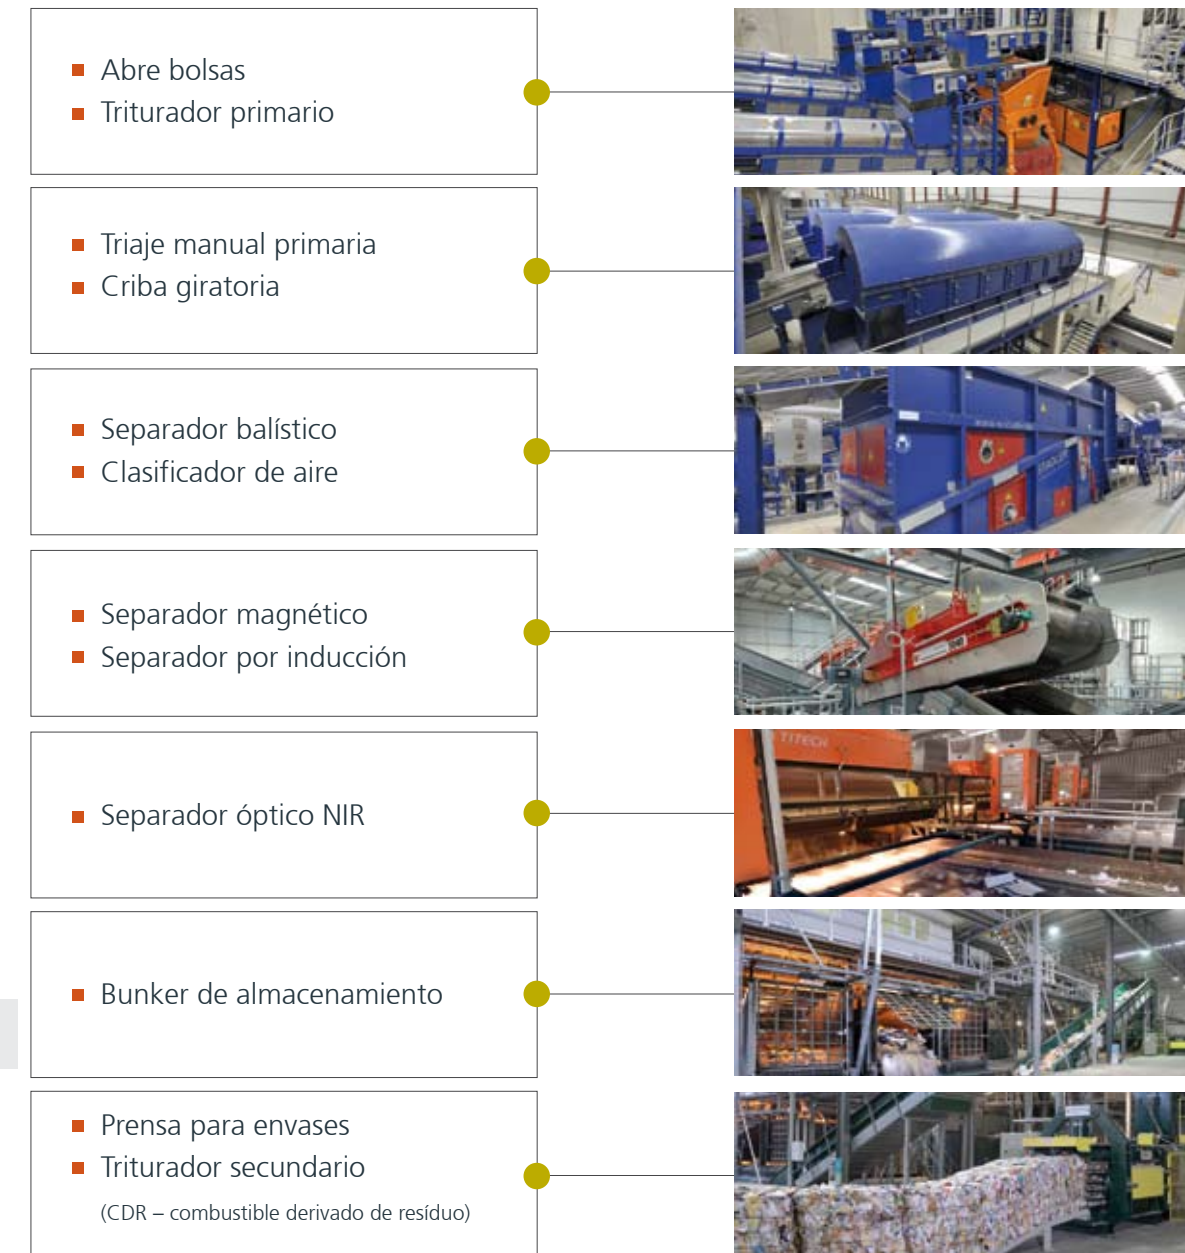 Abre bolsas
Triturador primario
Triaje manual primaria
Criba giratoria
Separador balístico
Clasificador de aire
Separador magnético
Separador por inducción
TITECH
Separador óptico NIR
Bunker de almacenamiento
Prensa para envases
Triturador secundario
(CDR – combustible derivado de resíduo)